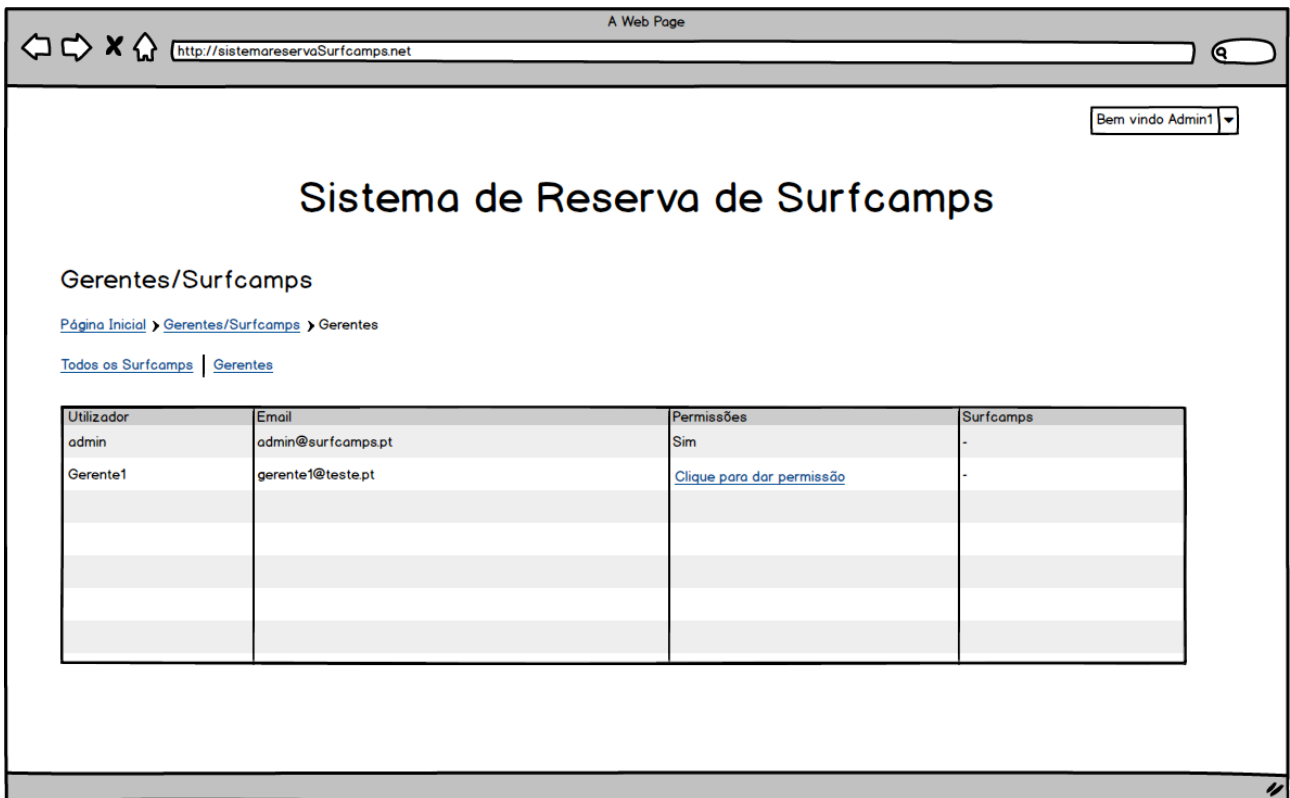 A Web Page
http://sistemareservaSurfcamps.net
Bem vindo Admin1
Sistema de Reserva de Surfcamps
Gerentes/Surfcamps
Página Inicial > Gerentes/Surfcamps > Gerentes
Todos os Surfcamps | Gerentes
Utilizador Email Permissões Surfcamps
admin admin@surfcamps.pt Sim -
Gerente1 gerente1@teste.pt Clique para dar permissão -